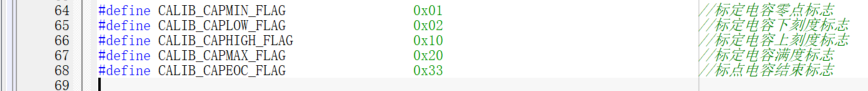 64 #define CALIB_CAPMIN_FLAG 0x01 //标定电容零点标志
65 #define CALIB_CAPLOW_FLAG 0x02 //标定电容下刻度标志
66 #define CALIB_CAPHIGH_FLAG 0x10 //标定电容上刻度标志
67 #define CALIB_CAPMAX_FLAG 0x20 //标定电容满度标志
68 #define CALIB_CAPEOC_FLAG 0x33 //标点电容结束标志
69